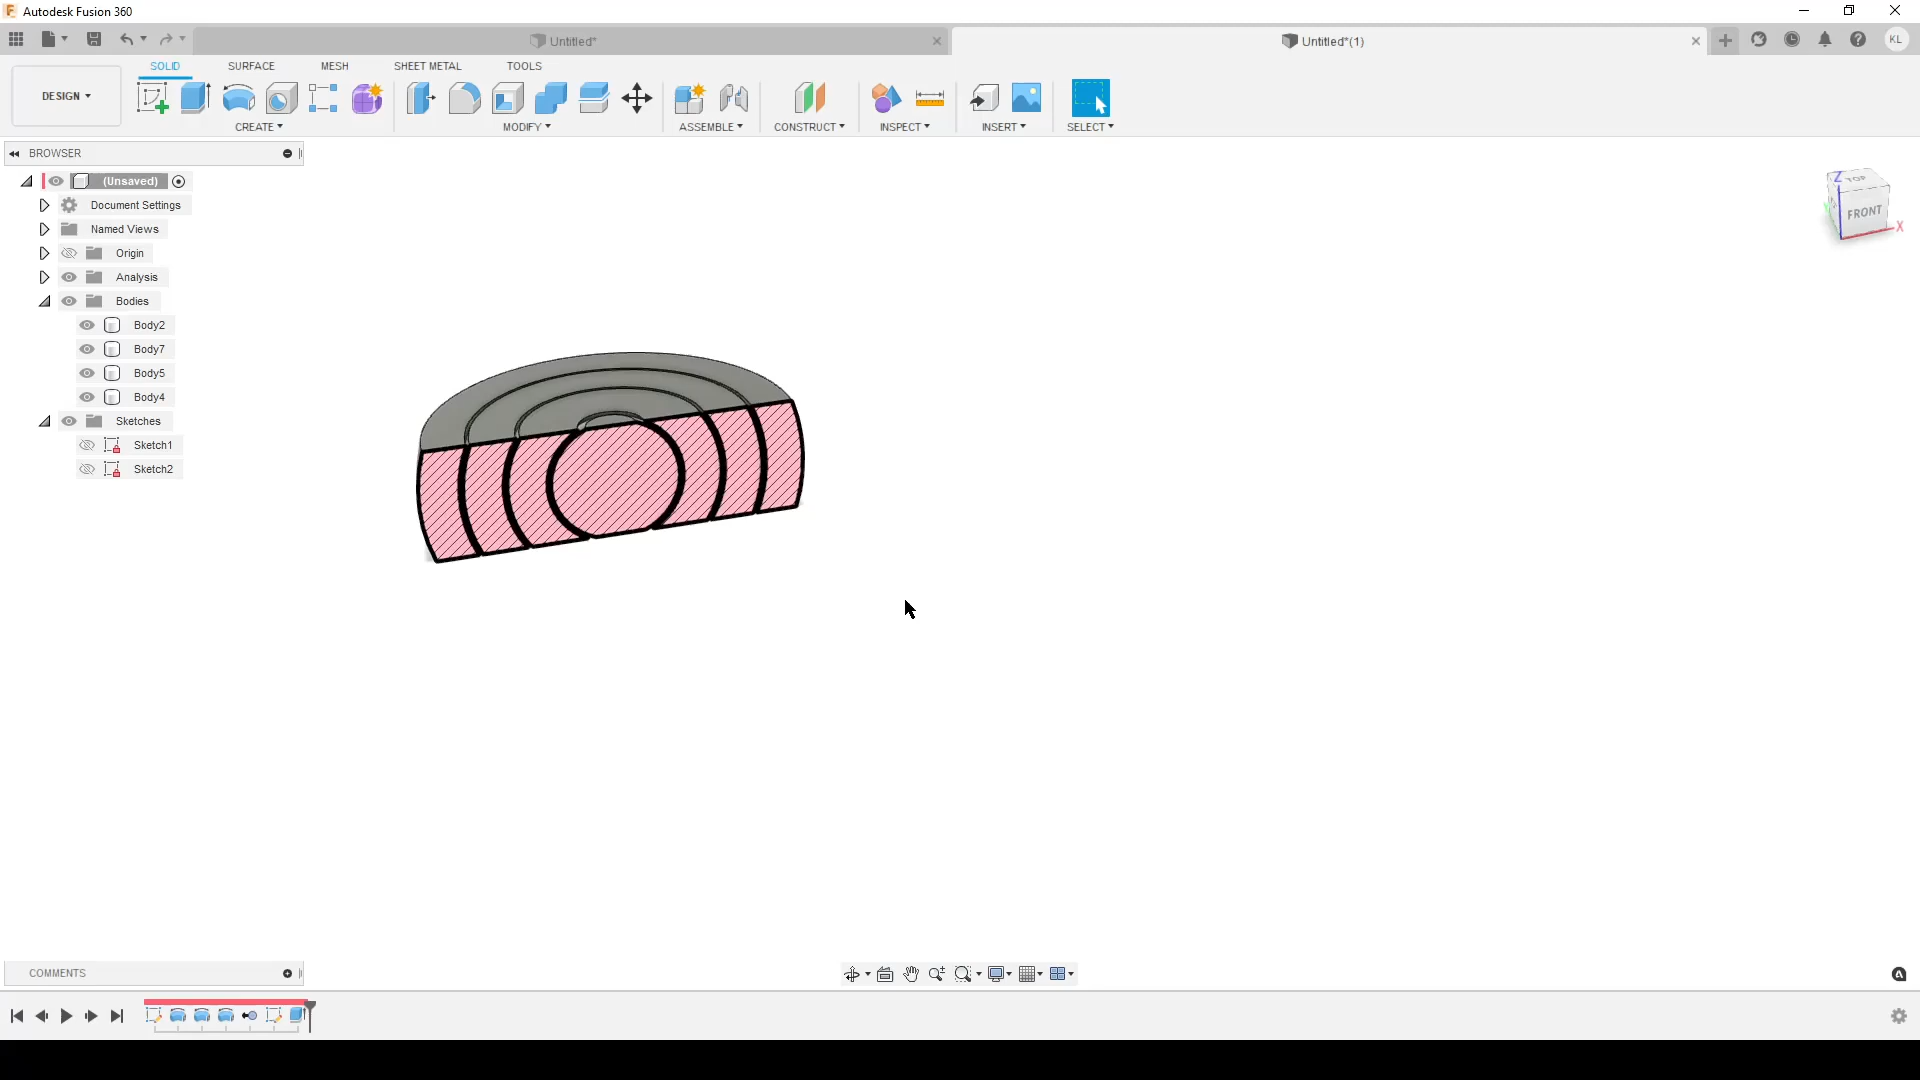 Autodesk Fusion 360
Untitled*
Untitled*(1)
KL
DESIGN
SOLID
SURFACE
MESH
SHEET METAL
TOOLS
CREATE
MODIFY
ASSEMBLE
CONSTRUCT
INSPECT
INSERT
SELECT
BROWSER
(Unsaved)
Document Settings
Named Views
Origin
Analysis
Bodies
Body2
Body7
Body5
Body4
Sketches
Sketch1
Sketch2
Z
TOP
FRONT
X
COMMENTS